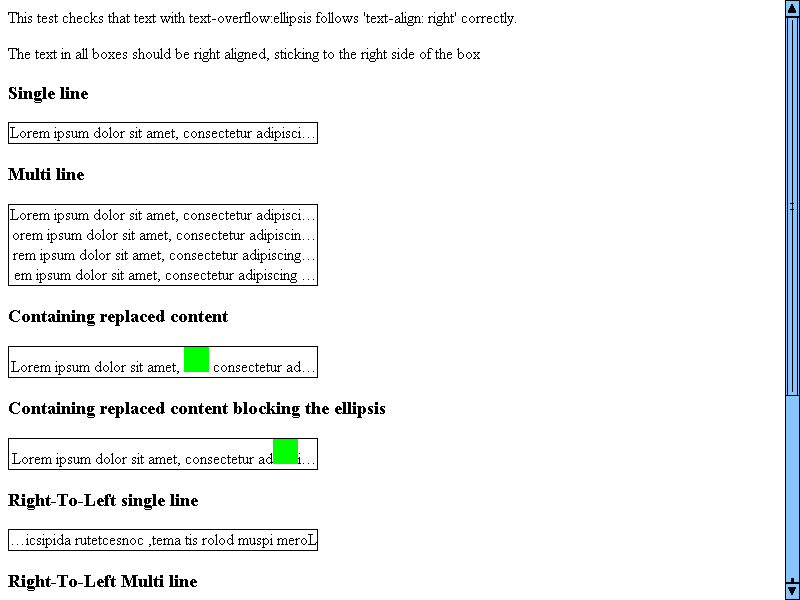 This test checks that text with text-overflow:ellipsis follows 'text-align: right' correctly.
The text in all boxes should be right aligned, sticking to the right side of the box
Single line
Lorem ipsum dolor sit amet, consectetur adipisci…
Multi line
Lorem ipsum dolor sit amet, consectetur adipisci…
orem ipsum dolor sit amet, consectetur adipiscin…
rem ipsum dolor sit amet, consectetur adipiscing…
em ipsum dolor sit amet, consectetur adipiscing …
Containing replaced content
Lorem ipsum dolor sit amet, consectetur ad…
Containing replaced content blocking the ellipsis
Lorem ipsum dolor sit amet, consectetur ad i…
Right-To-Left single line
…icsipida rutetcesnoc ,tema tis rolod muspi meroL
Right-To-Left Multi line